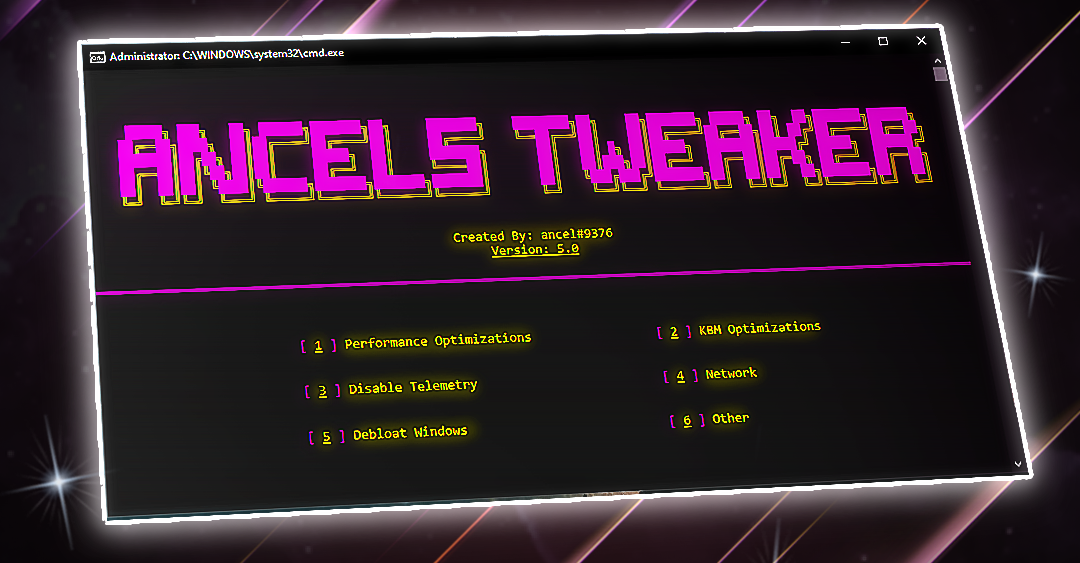 Administrator: C:\WINDOWS\system32\cmd.exe
ANCELS TWEAKER
Created By: ancel#9376
Version: 5.0
[ 1 ] Performance Optimizations [ 2 ] KBM Optimizations
[ 3 ] Disable Telemetry [ 4 ] Network
[ 5 ] Debloat Windows [ 6 ] Other